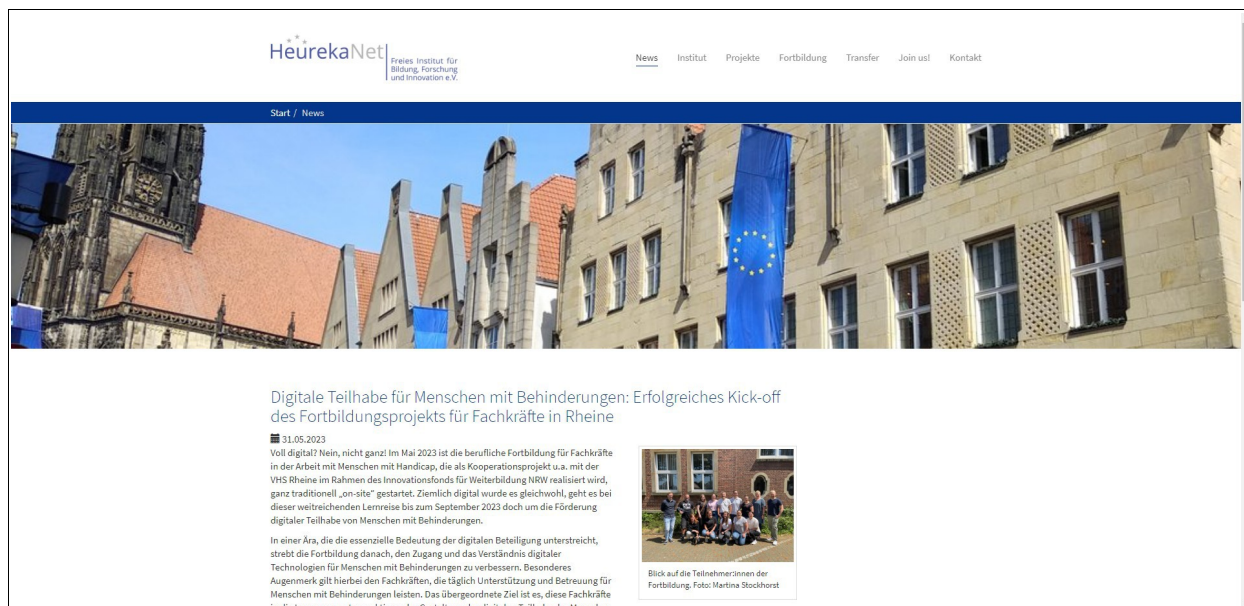 HeurekaNet
Freies Institut für
Bildung, Forschung
und Innovation e.V.
News Institut Projekte Fortbildung Transfer Join us! Kontakt
Start / News
Digitale Teilhabe für Menschen mit Behinderungen: Erfolgreiches Kick-off
des Fortbildungsprojekts für Fachkräfte in Rheine
31.05.2023
Voll digital? Nein, nicht ganz! Im Mai 2023 ist die berufliche Fortbildung für Fachkräfte
in der Arbeit mit Menschen mit Handicap, die als Kooperationsprojekt u.a. mit der
VHS Rheine im Rahmen des Innovationsfonds für Weiterbildung NRW realisiert wird,
ganz traditionell „on-site“ gestartet. Ziemlich digital wurde es gleichwohl, geht es bei
dieser weitreichenden Lernreise bis zum September 2023 doch um die Förderung
digitaler Teilhabe von Menschen mit Behinderungen.
In einer Ära, die die essenzielle Bedeutung der digitalen Beteiligung unterstreicht,
strebt die Fortbildung danach, den Zugang und das Verständnis digitaler
Technologien für Menschen mit Behinderungen zu verbessern. Besonderes
Augenmerk gilt hierbei den Fachkräften, die täglich Unterstützung und Betreuung für
Menschen mit Behinderungen leisten. Das übergeordnete Ziel ist es, diese Fachkräfte
Blick auf die Teilnehmer:innen der
Fortbildung. Foto: Martina Stockhorst